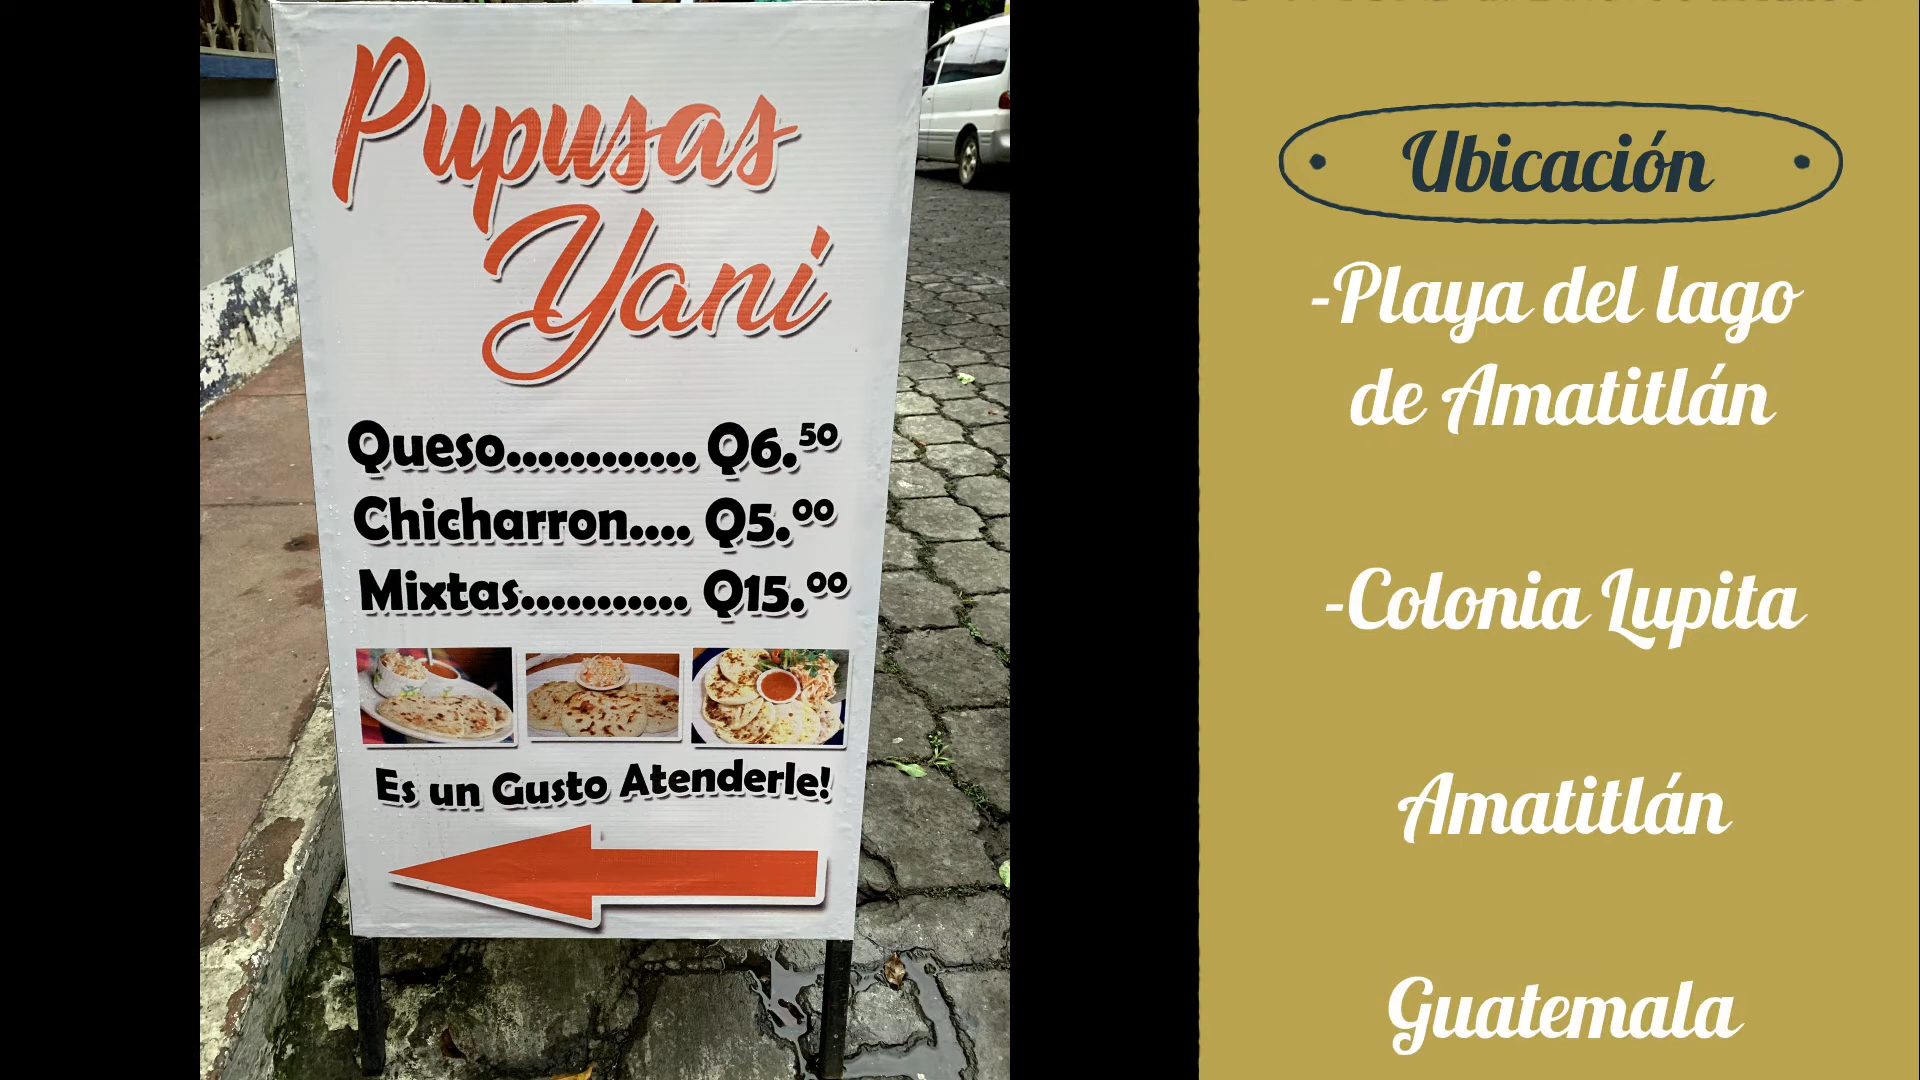 Pupusas
Yani
Queso............ Q6.50
Chicharron.... Q5.00
Mixtas........... Q15.00
Es un Gusto Atenderle!
Ubicación
-Playa del lago
de Amatitlán
-Colonia Lupita
Amatitlán
Guatemala